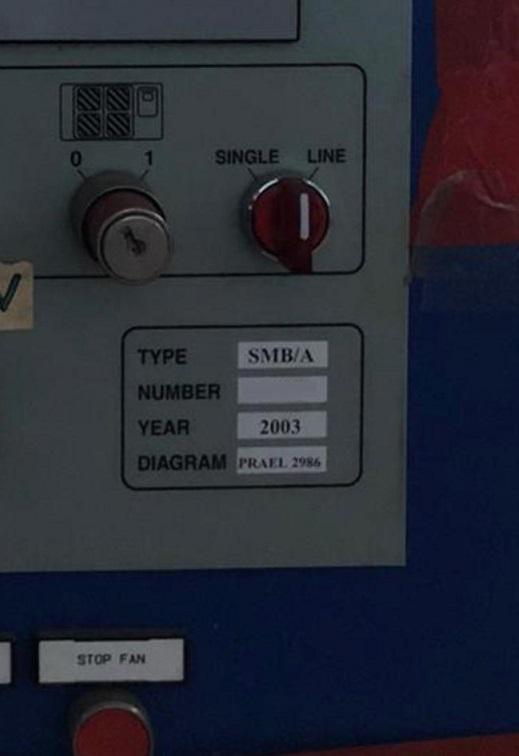 0 1
SINGLE LINE
TYPE SMB/A
NUMBER
YEAR 2003
DIAGRAM PRAEL 2986
STOP FAN